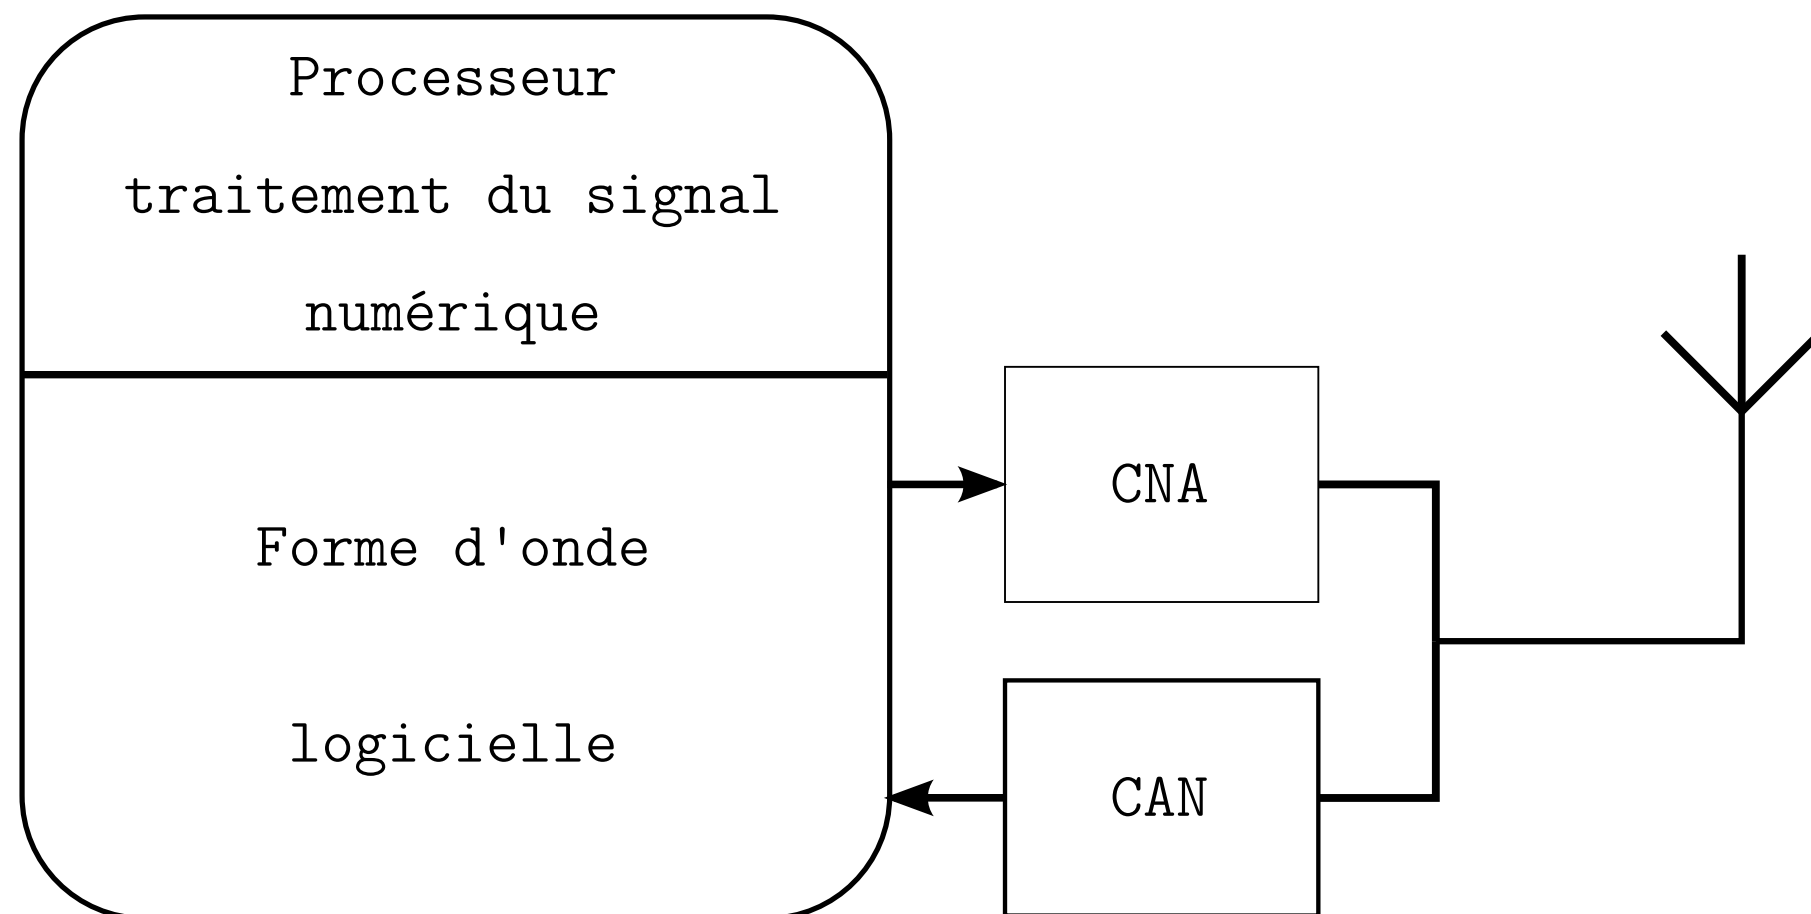 Processeur
traitement du signal
numérique
CNA
Forme d'onde
logicielle
CAN